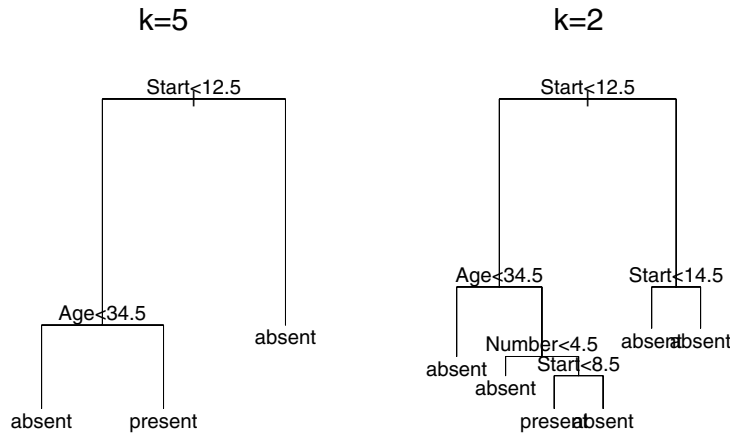 k=5
Start<12.5
Age<34.5
absent
absent
present
k=2
Start<12.5
Age<34.5
Start<14.5
absent
absent
Number<4.5
absent
absent
Start<8.5
present
absent